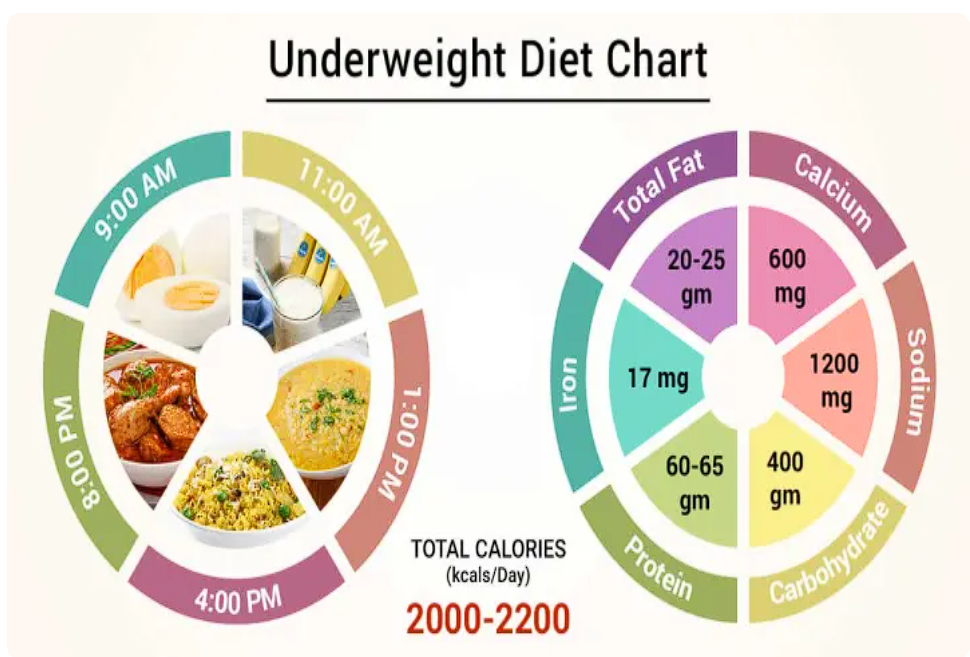 Underweight Diet Chart
9:00 AM
11:00 AM
1:00 PM
4:00 PM
8:00 PM
TOTAL CALORIES
(kcals/Day)
2000-2200
Total Fat
20-25
gm
Calcium
600
mg
Sodium
1200
mg
Carbohydrate
400
gm
Protein
60-65
gm
Iron
17 mg